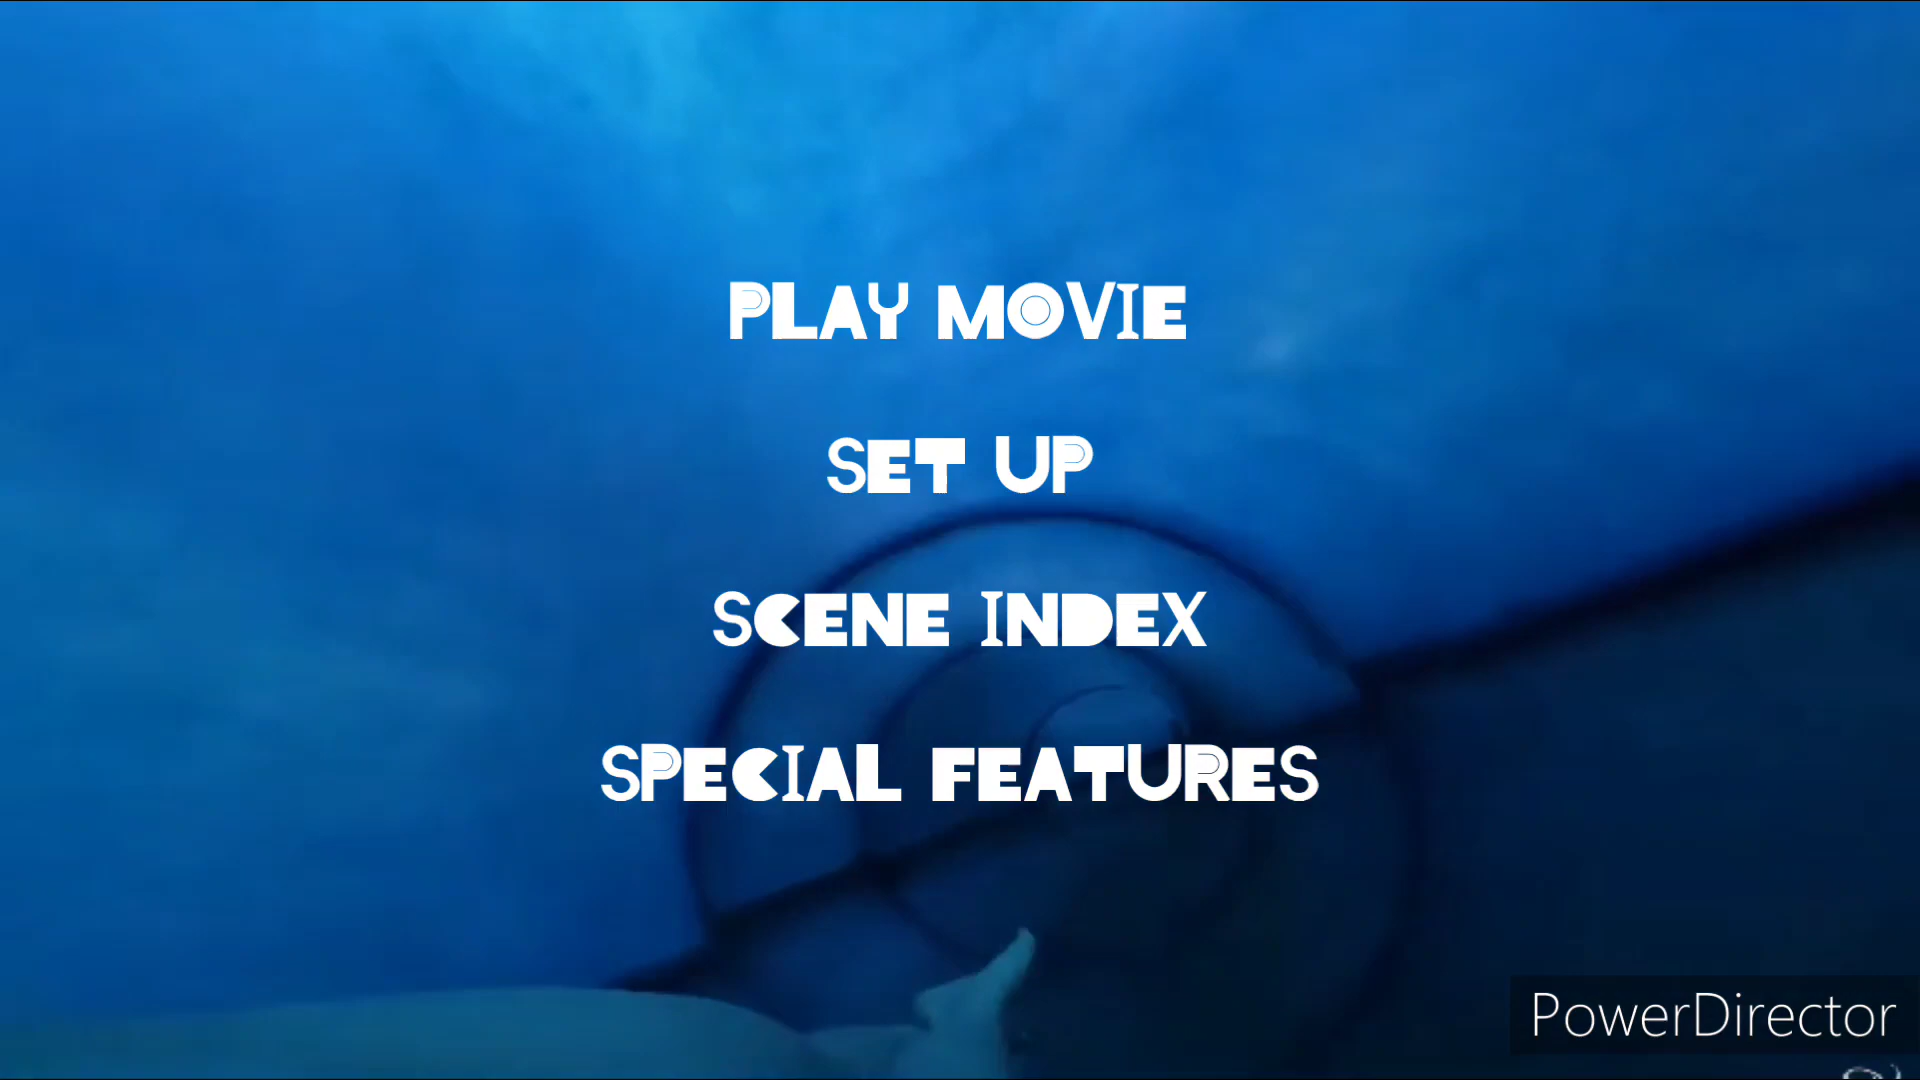 PLAY MOVIE
SET UP
SCENE INDEX
SPECIAL FEATURES
PowerDirector